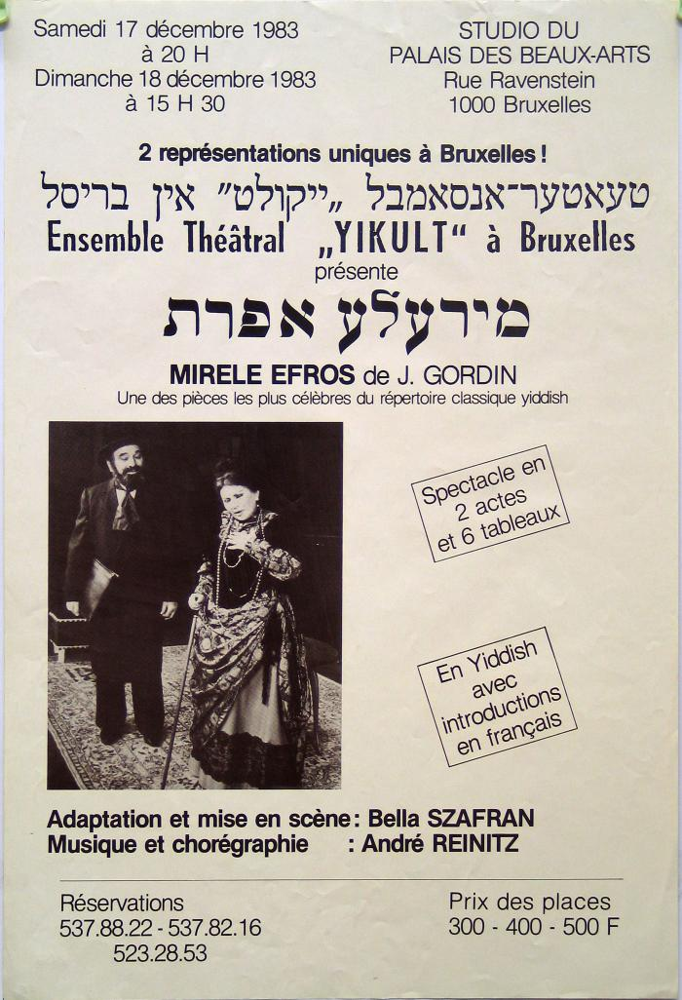 Samedi 17 décembre 1983
à 20 H
Dimanche 18 décembre 1983
à 15 H 30
STUDIO DU
PALAIS DES BEAUX-ARTS
Rue Ravenstein
1000 Bruxelles
2 représentations uniques à Bruxelles !
טעאַטער־אַנסאַמבל „ייִקולט” אין בריסל
Ensemble Théâtral „YIKULT“ à Bruxelles
présente
מירעלע אפרת
MIRELE EFROS de J. GORDIN
Une des pièces les plus célèbres du répertoire classique yiddish
Spectacle en
2 actes
et 6 tableaux
En Yiddish
avec
introductions
en français
Adaptation et mise en scène : Bella SZAFRAN
Musique et chorégraphie : André REINITZ
Réservations
537.88.22 - 537.82.16
523.28.53
Prix des places
300 - 400 - 500 F